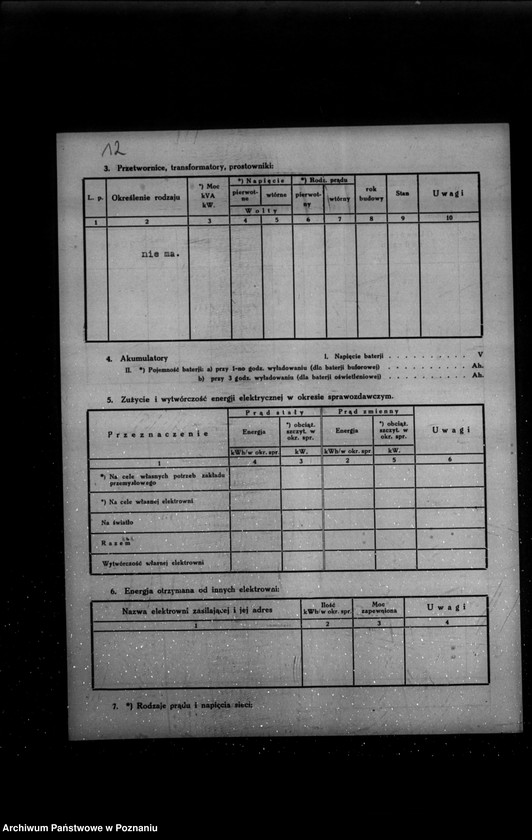 12
3. Przetwornice, transformatory, prostowniki:
L. p.
Określenie rodzaju
*) Moc kVA kW.
*) Napięcie
pierwotne
wtórne
Wolty
*) Rodz. prądu
pierwotny
wtórny
rok budowy
Stan
Uwagi
1 2 3 4 5 6 7 8 9 10
nie ma.
4. Akumulatory I. Napięcie baterji . . . . . . . . . . V
II. *) Pojemność baterji: a) przy 1-no godz. wyładowaniu (dla baterji buforowej) . . . . . . . . . . Ah.
b) przy 3 godz. wyładowaniu (dla baterji oświetleniowej) . . . . . . . . . . Ah.
5. Zużycie i wytwórczość energji elektrycznej w okresie sprawozdawczym.
Przeznaczenie
Prąd stały
Prąd zmienny
Energja
*) obciąż. szczyt. w okr. spr.
Energja
*) obciąż. szczyt. w okr. spr.
Uwagi
kWh/w okr. spr. kW. kWh/w okr. spr. kW.
1 4 3 2 5 6
*) Na cele własnych potrzeb zakładu
przemysłowego
*) Na cele własnej elektrowni
Na światło
Razem
Wytwórczość własnej elektrowni
6. Energja otrzymana od innych elektrowni:
Nazwa elektrowni zasilającej i jej adres
Ilość kWh/w okr. spr.
Moc zapewniona
Uwagi
1 2 3 4
7. *) Rodzaje prądu i napięcia sieci:
Archiwum Państwowe w Poznaniu